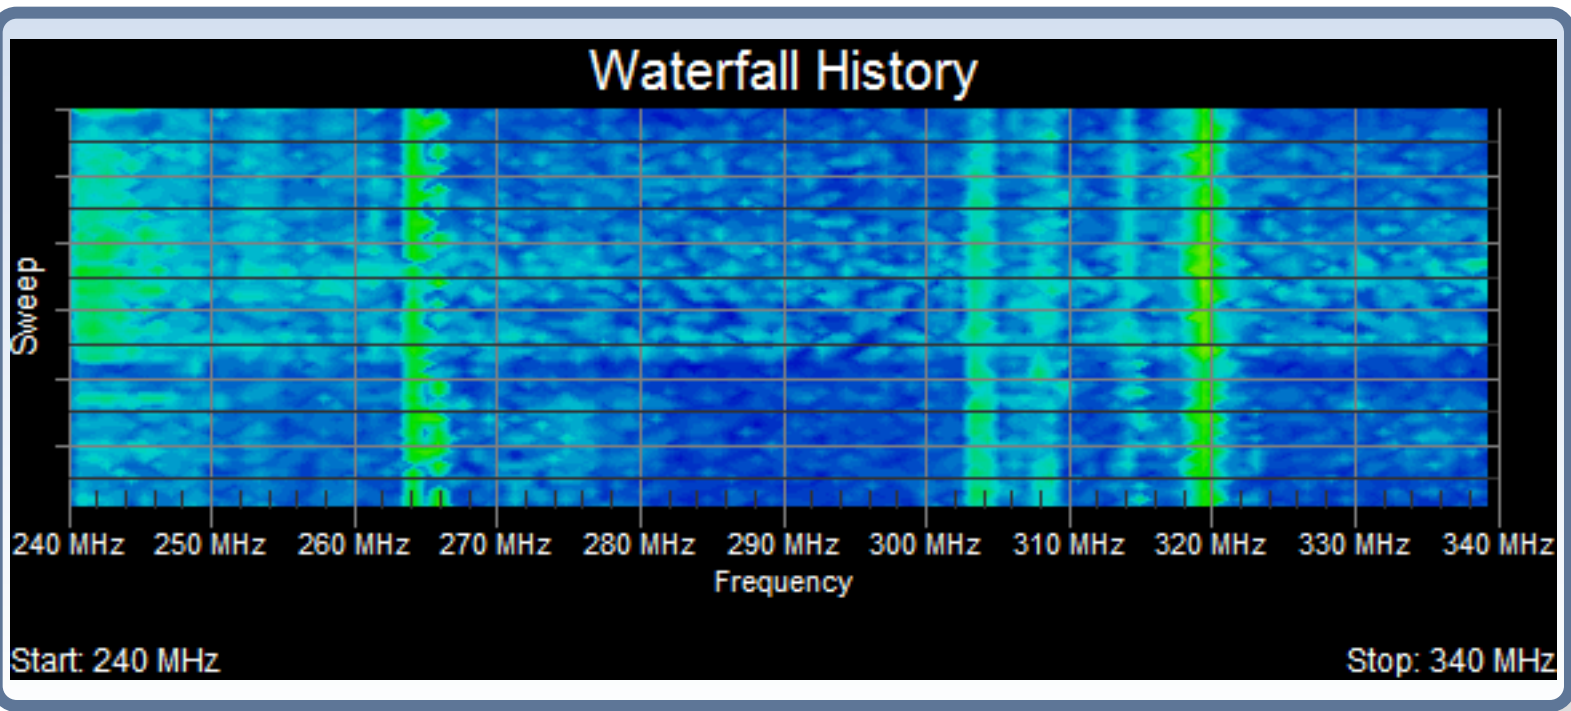 Waterfall History
Sweep
240 MHz 250 MHz 260 MHz 270 MHz 280 MHz 290 MHz 300 MHz 310 MHz 320 MHz 330 MHz 340 MHz
Frequency
Start: 240 MHz Stop: 340 MHz